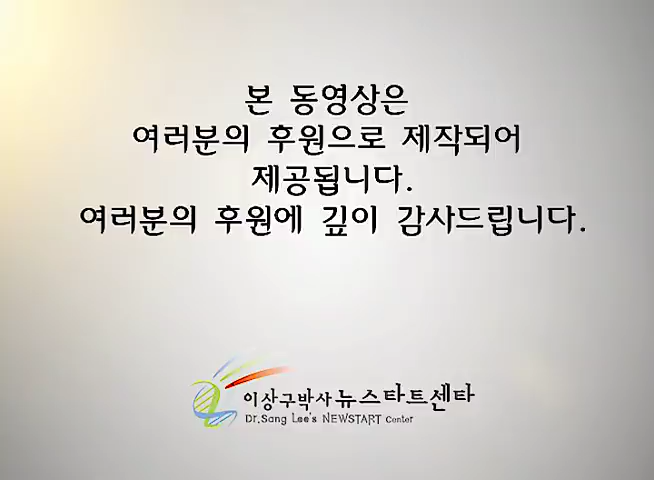 본 동영상은
여러분의 후원으로 제작되어
제공됩니다.
여러분의 후원에 깊이 감사드립니다.
이상구박사 뉴스타트센타
Dr.Sang Lee's NEWSTART Center